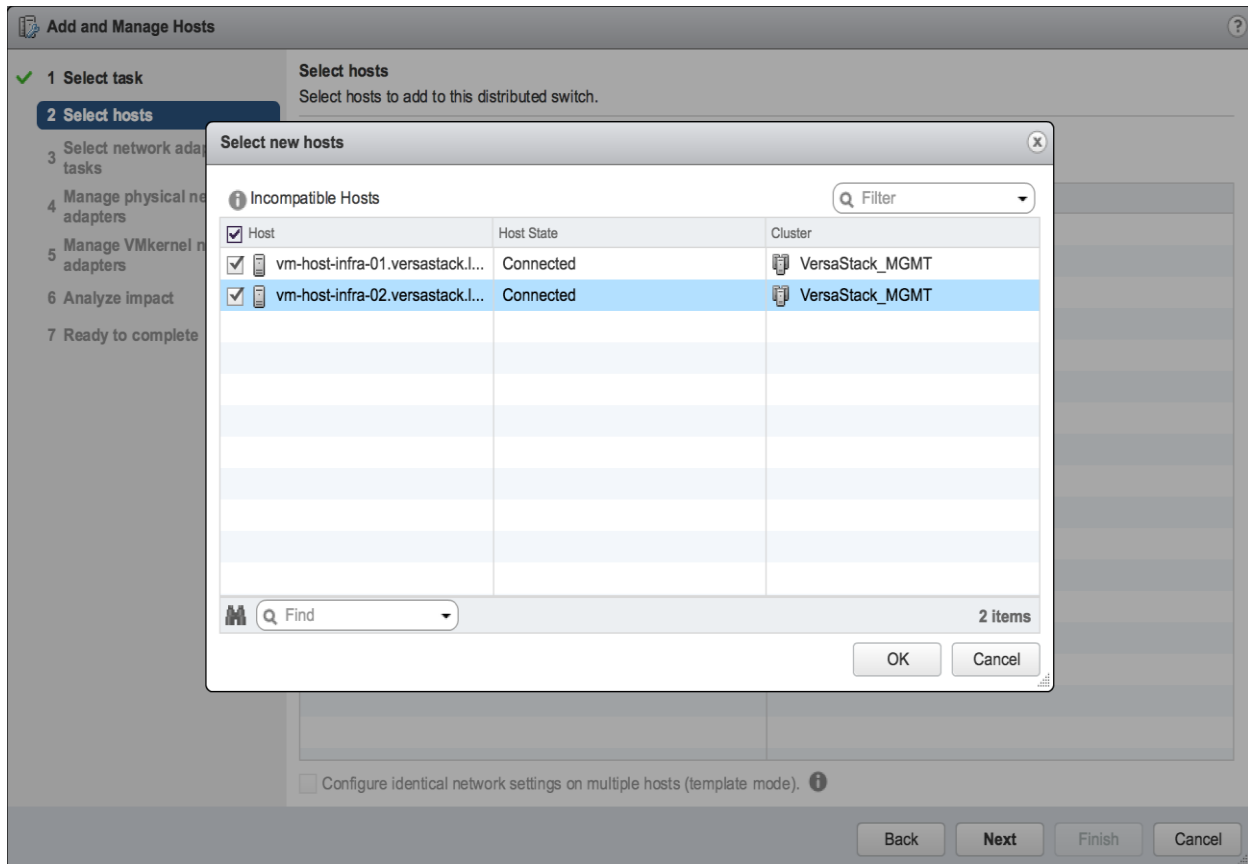 Add and Manage Hosts
?
1 Select task
2 Select hosts
3 Select network adap
tasks
4 Manage physical ne
adapters
5 Manage VMkernel n
adapters
6 Analyze impact
7 Ready to complete
Select hosts
Select hosts to add to this distributed switch.
Select new hosts
x
Incompatible Hosts
Filter
Host Host State Cluster
vm-host-infra-01.versastack.l... Connected VersaStack_MGMT
vm-host-infra-02.versastack.l... Connected VersaStack_MGMT
Find
2 items
OK Cancel
Configure identical network settings on multiple hosts (template mode).
Back Next Finish Cancel